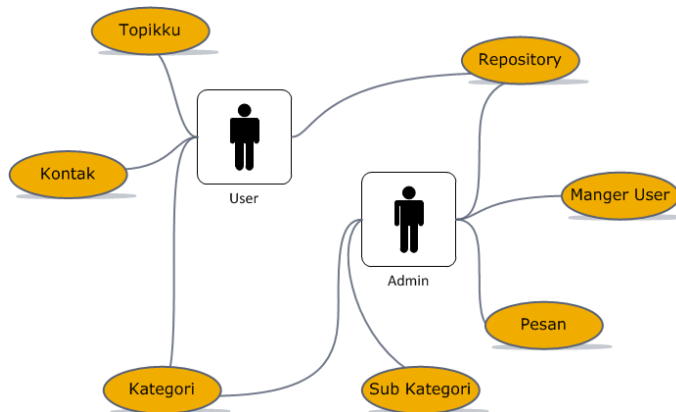 Topikku
Repository
Kontak
User
Manger User
Admin
Pesan
Kategori
Sub Kategori